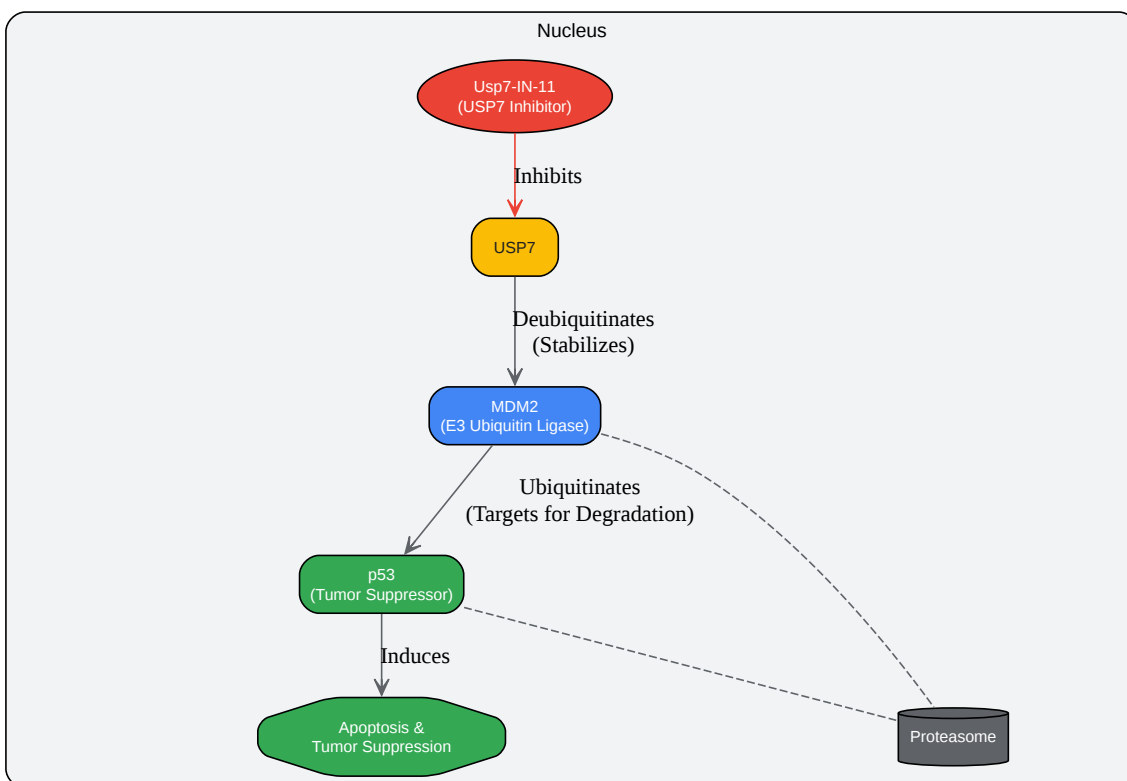 Nucleus
Usp7-IN-11
(USP7 Inhibitor)
Inhibits
USP7
Deubiquitinates
(Stabilizes)
MDM2
(E3 Ubiquitin Ligase)
Ubiquitinates
(Targets for Degradation)
p53
(Tumor Suppressor)
Induces
Apoptosis &
Tumor Suppression
Proteasome